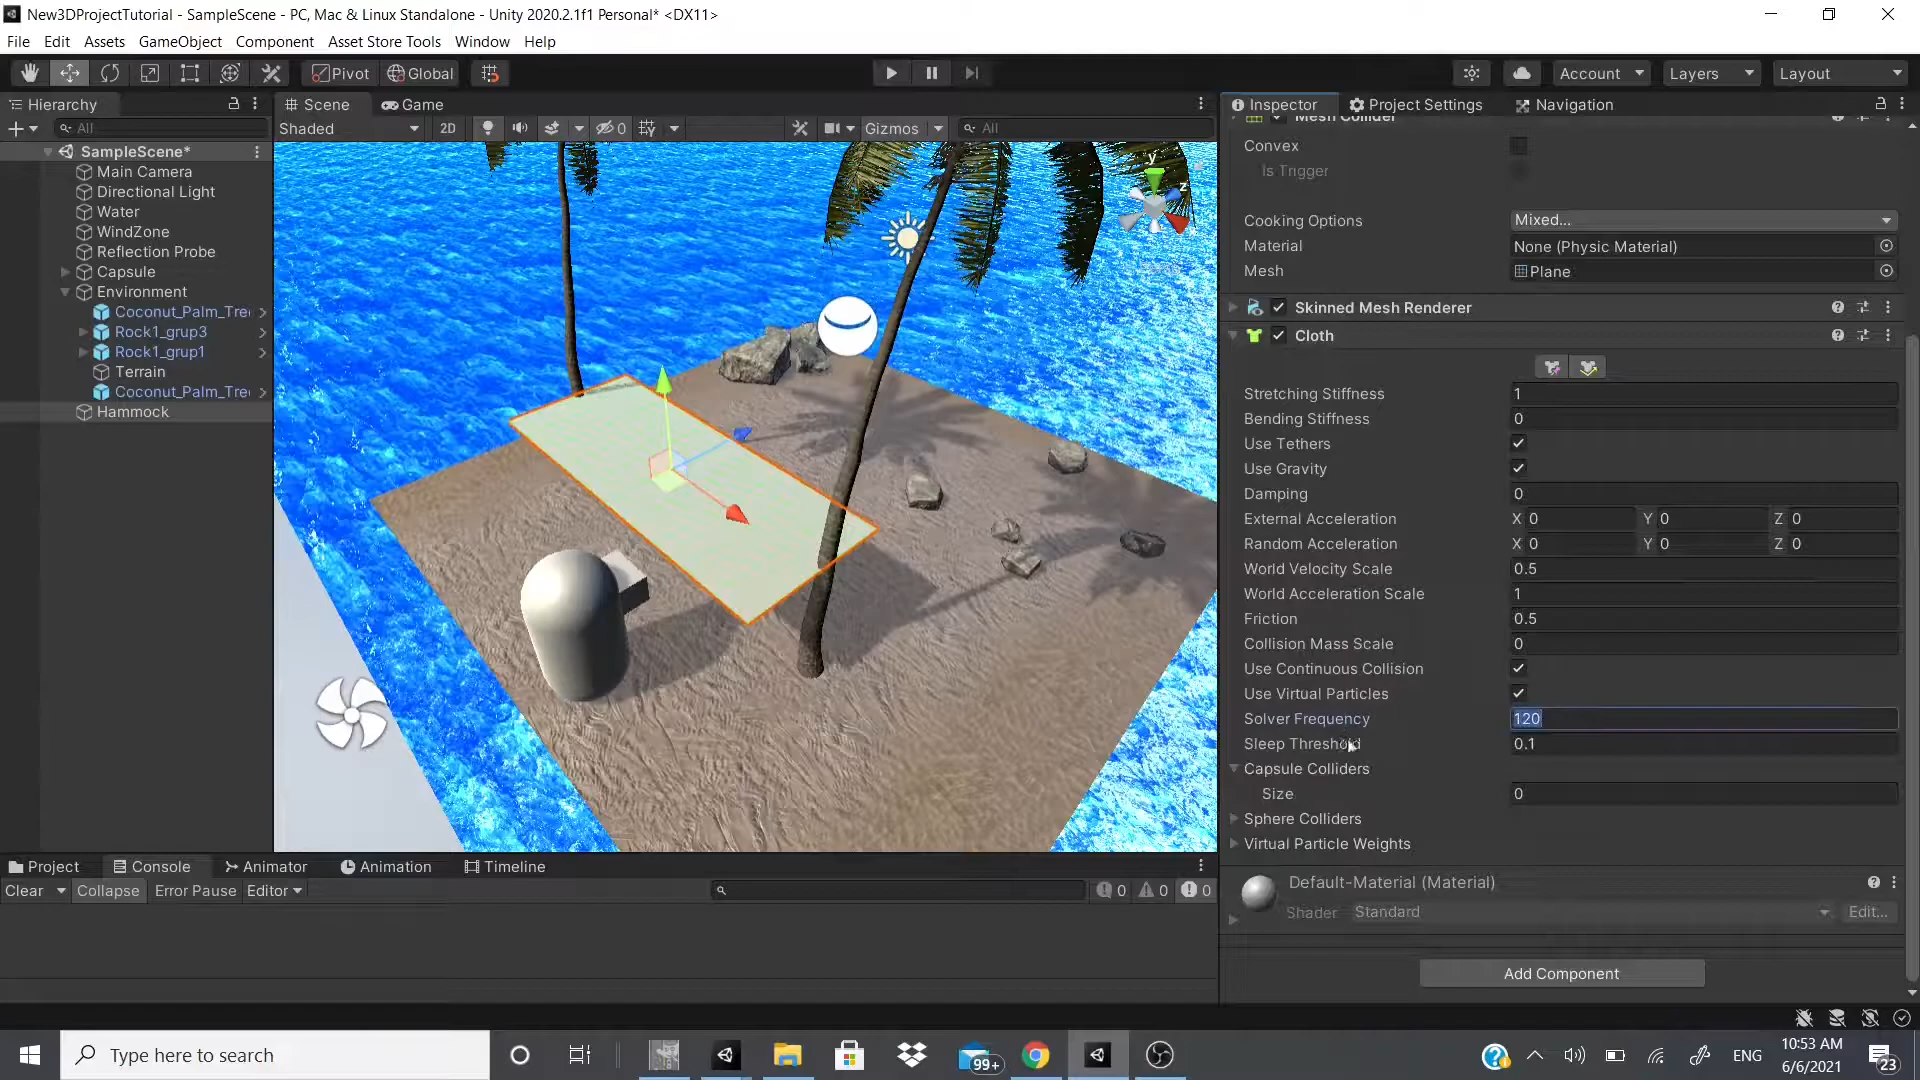 New3DProjectTutorial - SampleScene - PC, Mac & Linux Standalone - Unity 2020.2.1f1 Personal* <DX11>
File Edit Assets GameObject Component Asset Store Tools Window Help
Pivot Global Account Layers Layout
Hierarchy
All
SampleScene*
Main Camera
Directional Light
Water
WindZone
Reflection Probe
Capsule
Environment
Coconut_Palm_Tre
Rock1_grup3
Rock1_grup1
Terrain
Coconut_Palm_Tre
Hammock
Scene Game
Shaded 2D 0 Gizmos All
y
z
Inspector Project Settings Navigation
Mesh Collider
Convex
Is Trigger
Cooking Options Mixed...
Material None (Physic Material)
Mesh Plane
Skinned Mesh Renderer
Cloth
Stretching Stiffness 1
Bending Stiffness 0
Use Tethers
Use Gravity
Damping 0
External Acceleration X 0 Y 0 Z 0
Random Acceleration X 0 Y 0 Z 0
World Velocity Scale 0.5
World Acceleration Scale 1
Friction 0.5
Collision Mass Scale 0
Use Continuous Collision
Use Virtual Particles
Solver Frequency 120
Sleep Threshold 0.1
Capsule Colliders
Size 0
Sphere Colliders
Virtual Particle Weights
Default-Material (Material)
Shader Standard Edit...
Add Component
Project Console Animator Animation Timeline
Clear Collapse Error Pause Editor 0 0 0
Type here to search
99+
ENG
10:53 AM
6/6/2021
23